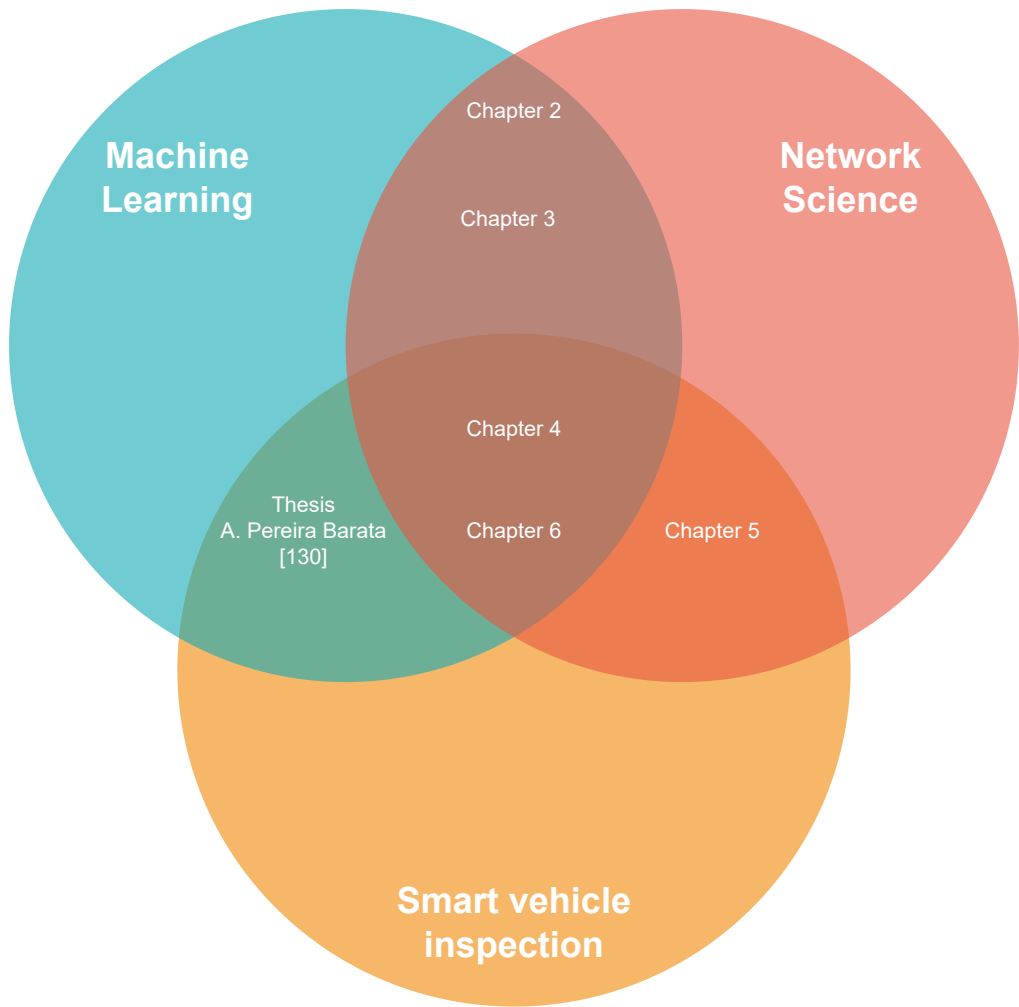 Machine
Learning
Network
Science
Chapter 2
Chapter 3
Chapter 4
Thesis
A. Pereira Barata
[130]
Chapter 6
Chapter 5
Smart vehicle
inspection